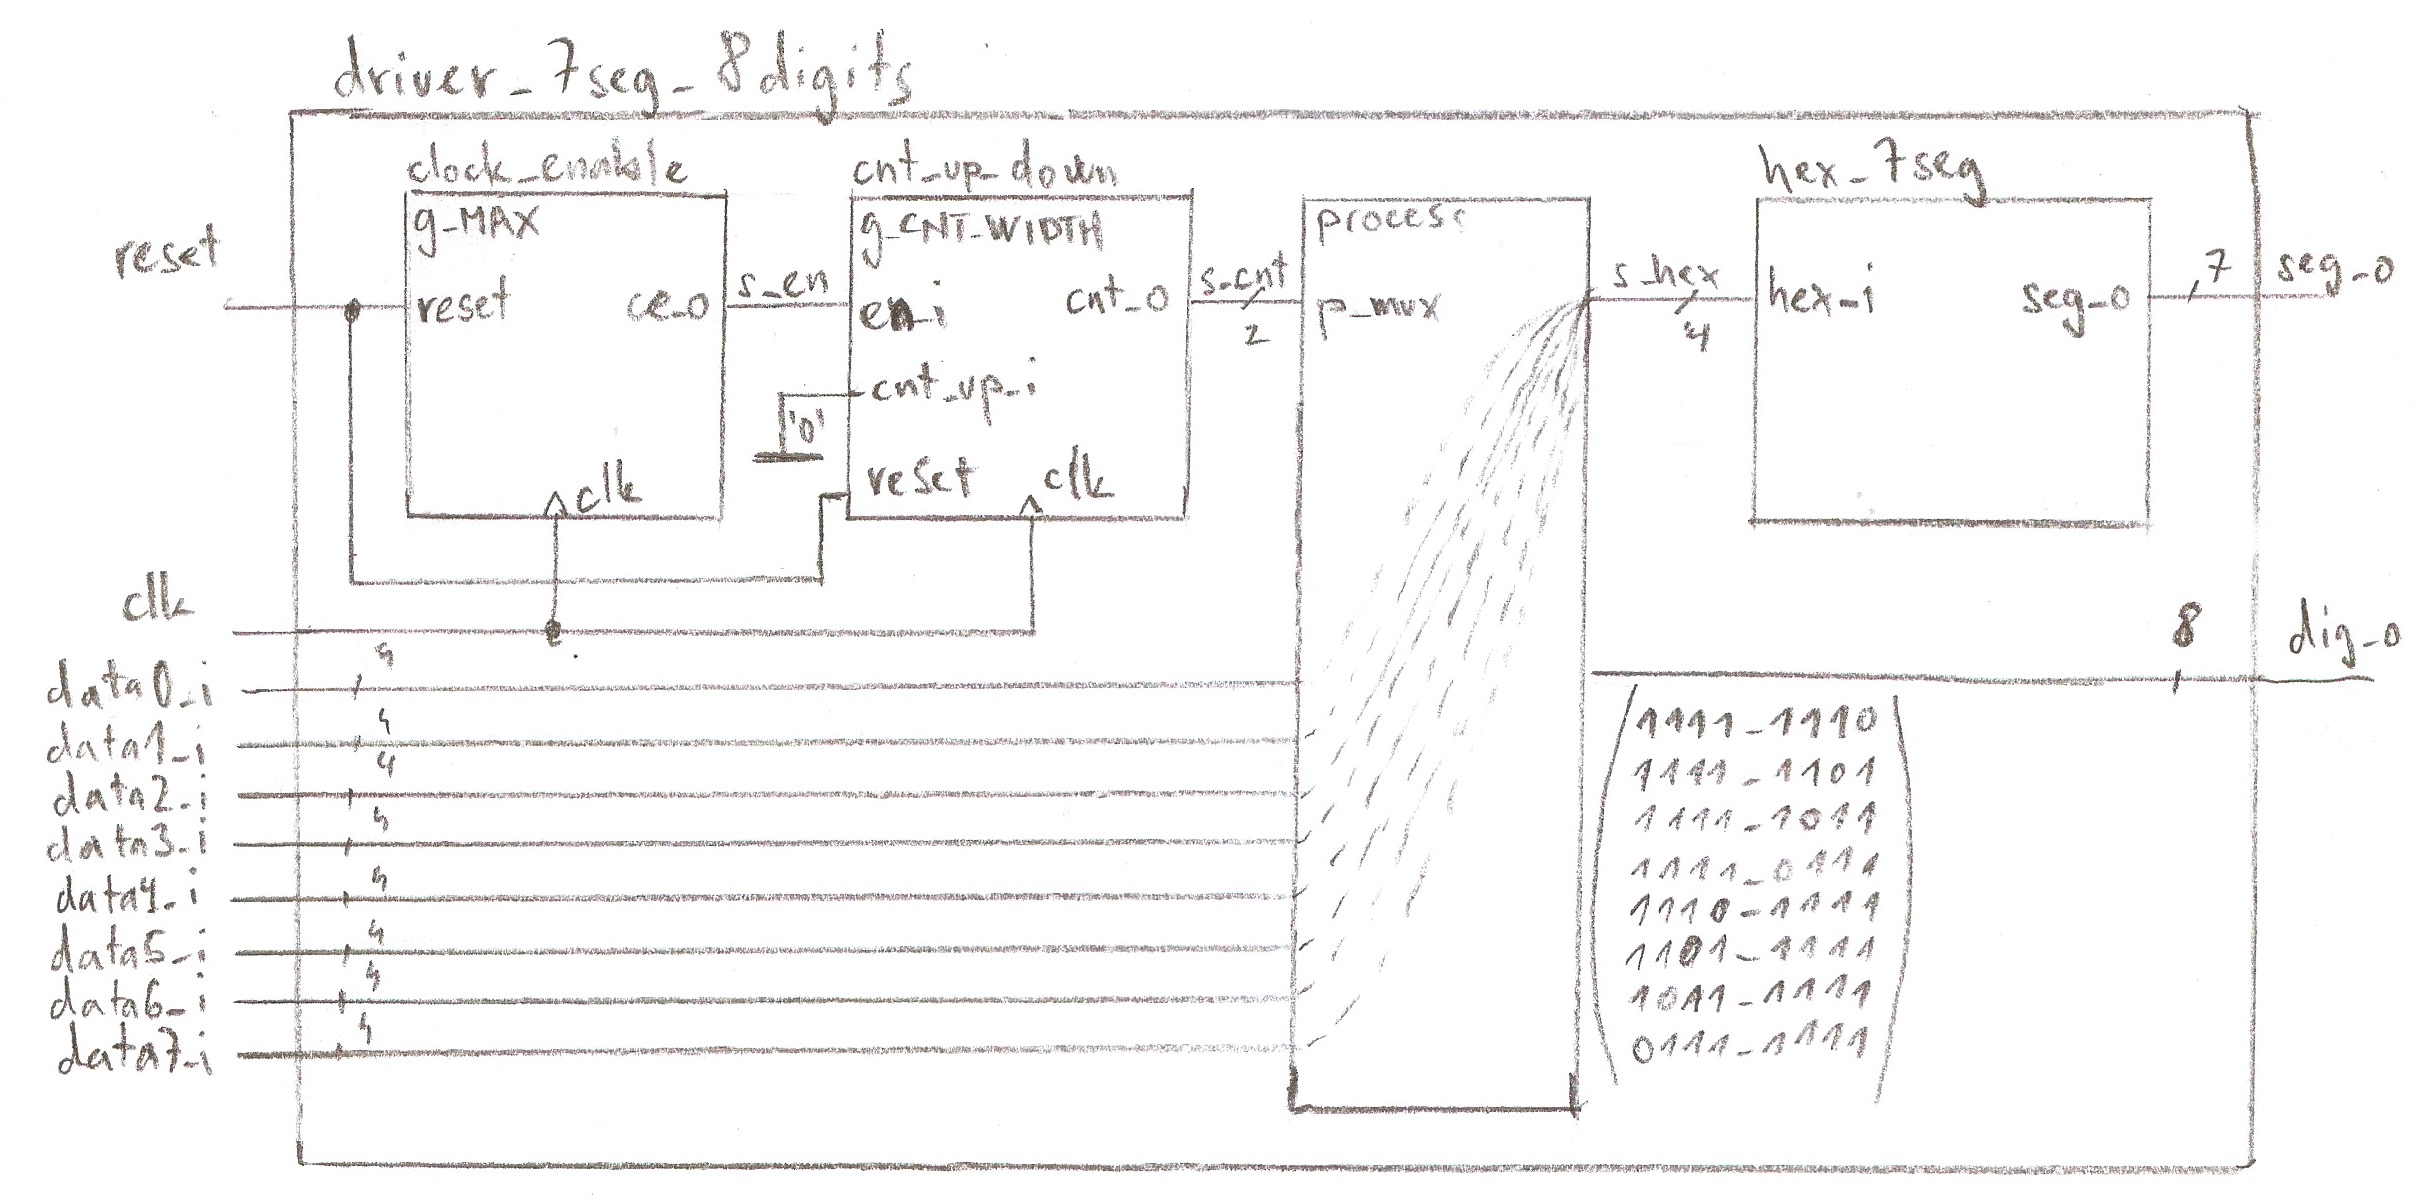 driver_7seg_8digits
clock_enable
g_MAX
reset
ce_o
clk
s_en
cnt_up_down
g_CNT_WIDTH
en_i
cnt_o
cnt_up_i
'0'
reset
clk
s_cnt
2
process
p_mux
s_hex
4
hex_7seg
hex_i
seg_o
7
seg_o
reset
clk
data0_i
4
data1_i
4
data2_i
4
data3_i
4
data4_i
4
data5_i
4
data6_i
4
data7_i
4
8
dig_o
1111_1110
1111_1101
1111_1011
1111_0111
1110_1111
1101_1111
1011_1111
0111_1111